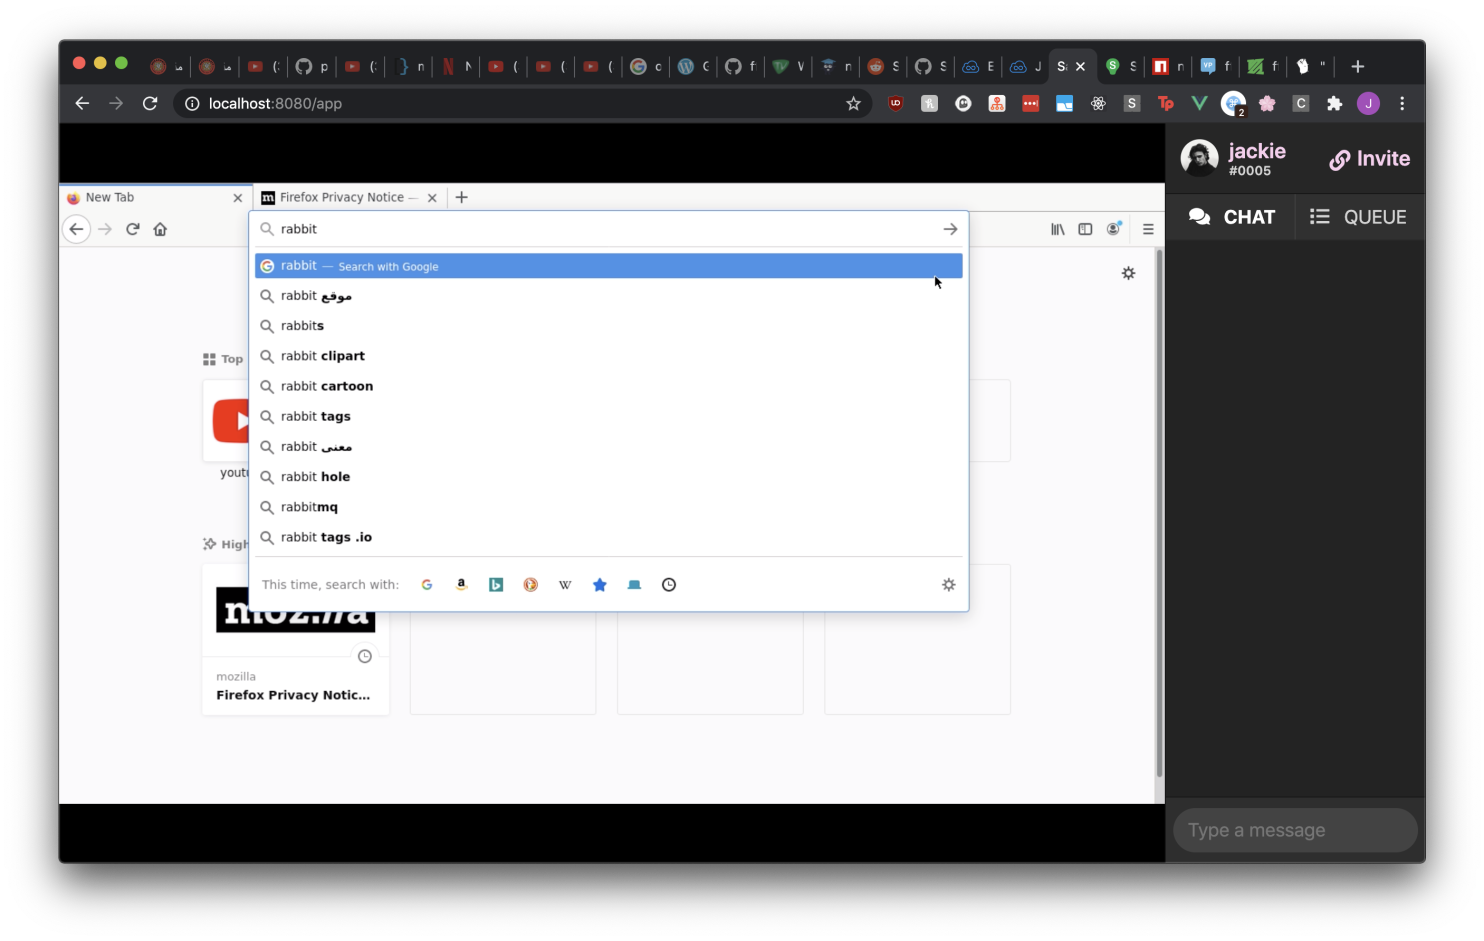 localhost:8080/app
jackie
#0005
Invite
New Tab
Firefox Privacy Notice —
CHAT
QUEUE
rabbit
rabbit — Search with Google
rabbit موقع
rabbits
rabbit clipart
rabbit cartoon
rabbit tags
rabbit معنى
rabbit hole
rabbitmq
rabbit tags .io
This time, search with:
Top
youtu
High
mozilla
mozilla
Firefox Privacy Notic...
Type a message